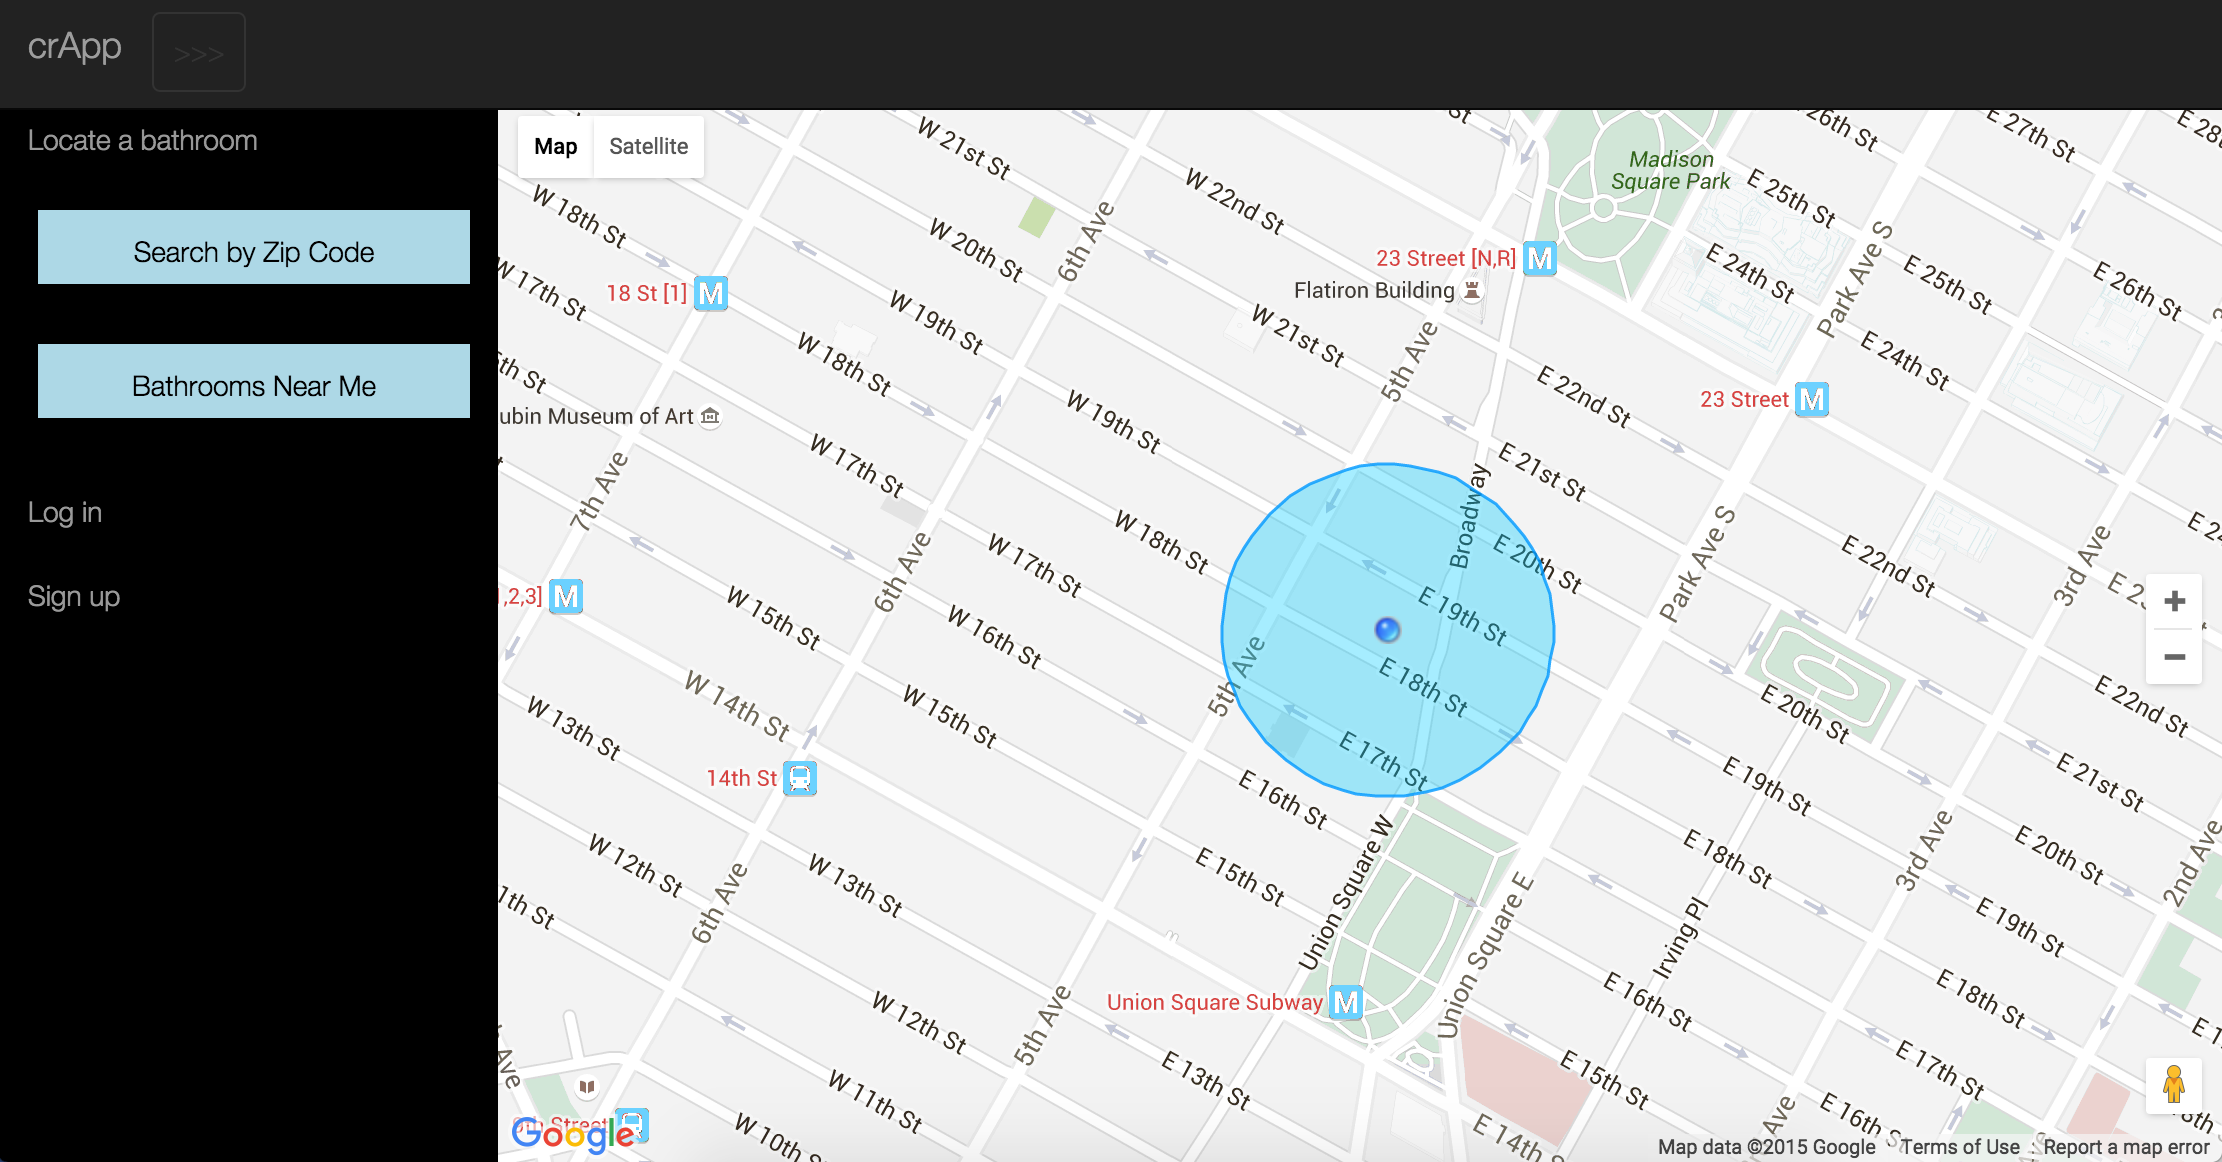 crApp
>>>
Locate a bathroom
Search by Zip Code
Bathrooms Near Me
Log in
Sign up
Map
Satellite
W 21st St
W 22nd St
Madison
Square Park
26th St
E 27th St
E 28
W 18th St
6th Ave
E 25th St
W 20th St
23 Street [N,R]
E 24th St
Park Ave S
E 25th St
E 26th St
W 17th St
18 St [1]
Flatiron Building
W 19th St
W 21st St
5th Ave
W 18th St
E 24th St
E 22nd St
23 Street
ubin Museum of Art
W 19th St
W 17th St
7th Ave
E 21st St
Broadway
W 18th St
W 17th St
6th Ave
E 20th St
Park Ave S
E 22nd St
3rd Ave
1,2,3]
W 15th St
W 16th St
E 19th St
5th Ave
E 18th St
E 20th St
E 22nd St
W 14th St
W 15th St
W 13th St
E 17th St
14th St
E 16th St
E 19th St
E 21st St
Union Square W
W 12th St
W 13th St
6th Ave
E 15th St
E 18th St
3rd Ave
E 20th St
2nd Ave
Union Square E
Irving Pl
E 19th St
Union Square Subway
W 12th St
5th Ave
E 16th St
E 18th St
E 13th St
E 15th St
E 17th St
W 11th St
W 10th S
E 14th S
E 16th S
Google
Map data ©2015 Google
Terms of Use
Report a map error